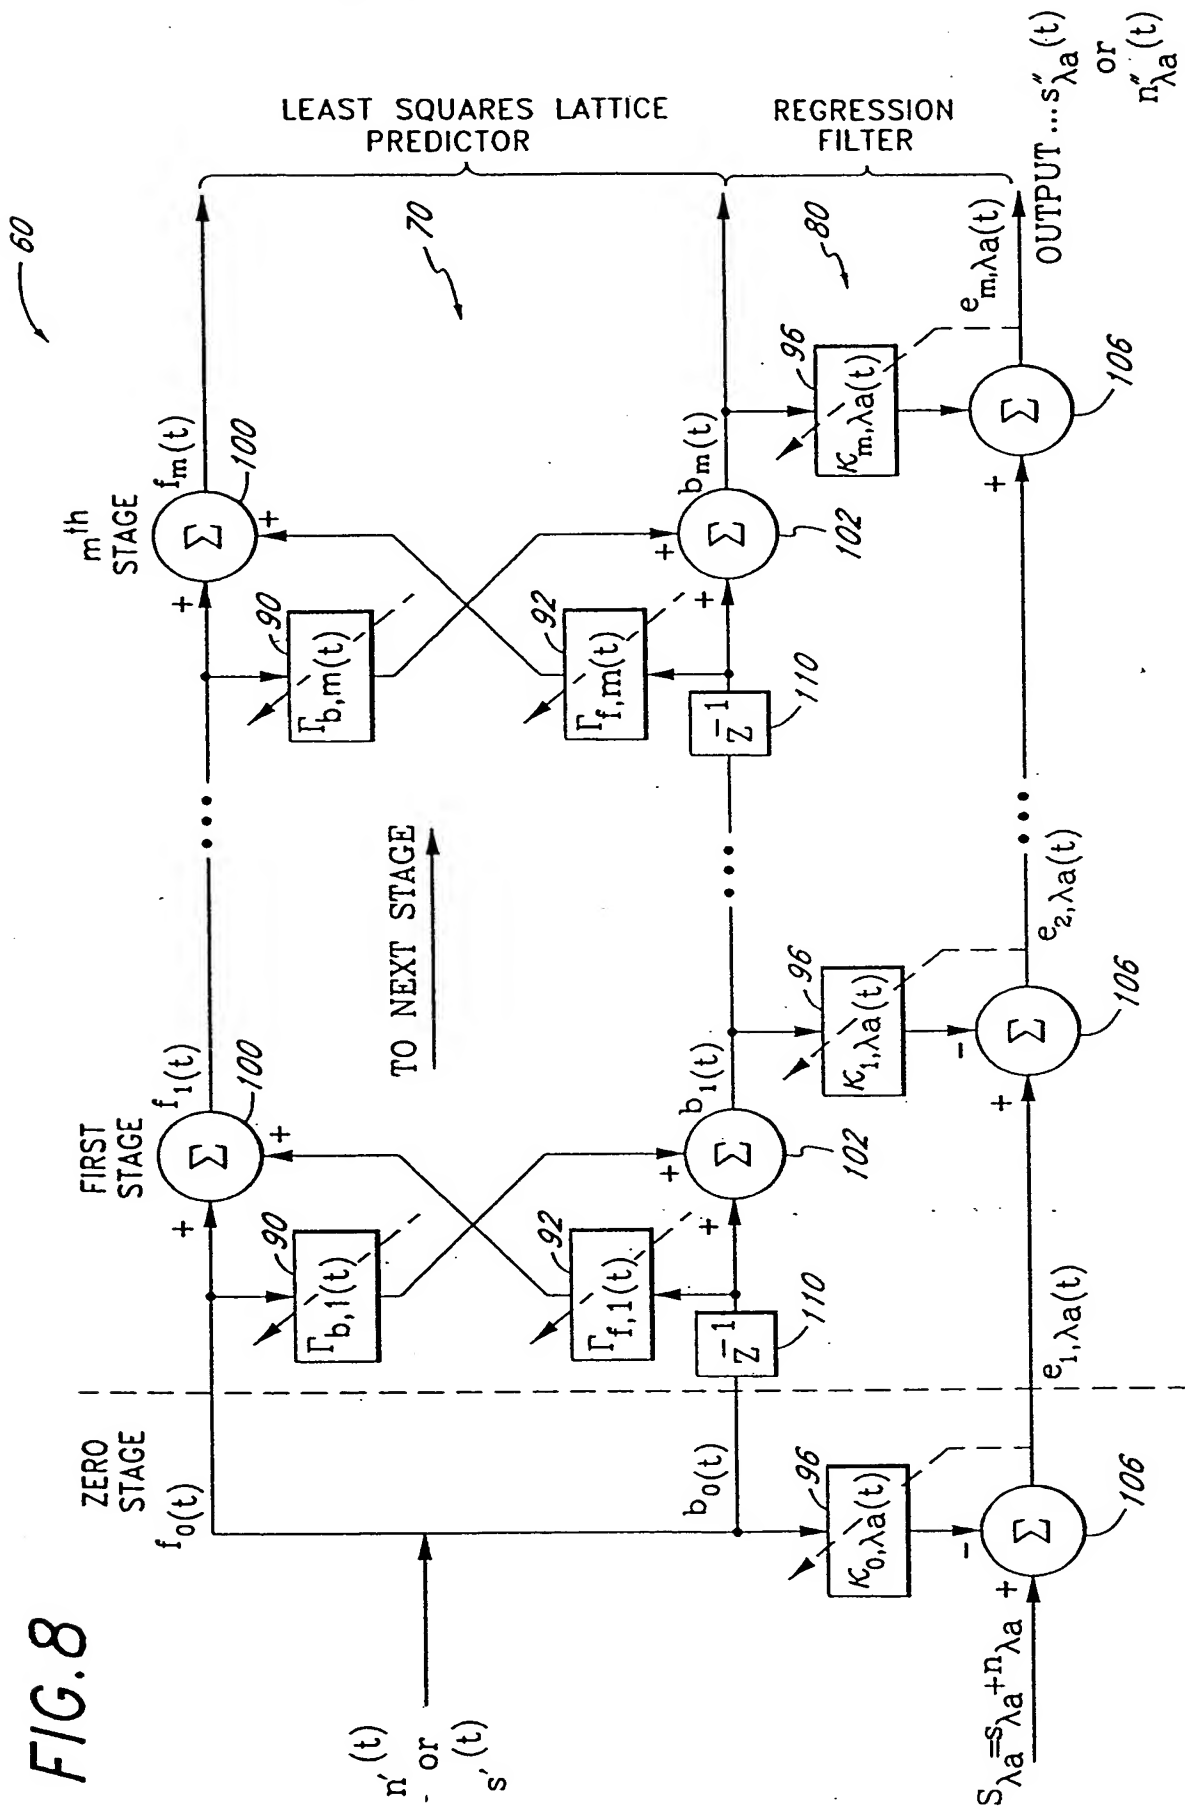 FIG. 8
60
ZERO
STAGE
FIRST
STAGE
mth
STAGE
f0(t)
f1(t)
fm(t)
+
Σ
100
+
+
Σ
100
+
LEAST SQUARES LATTICE
PREDICTOR
90
Γb,1(t)
90
Γb,m(t)
n'(t)
or
s'(t)
TO NEXT STAGE
70
92
Γf,1(t)
92
Γf,m(t)
b0(t)
z-1
110
+
+
Σ
102
b1(t)
z-1
110
+
+
Σ
102
bm(t)
REGRESSION
FILTER
80
96
κ0,λa(t)
96
κ1,λa(t)
96
κm,λa(t)
Sλa=sλa+nλa
+
-
Σ
106
e1,λa(t)
+
-
Σ
106
e2,λa(t)
+
Σ
106
em,λa(t)
OUTPUT...s″λa(t)
or
n″λa(t)